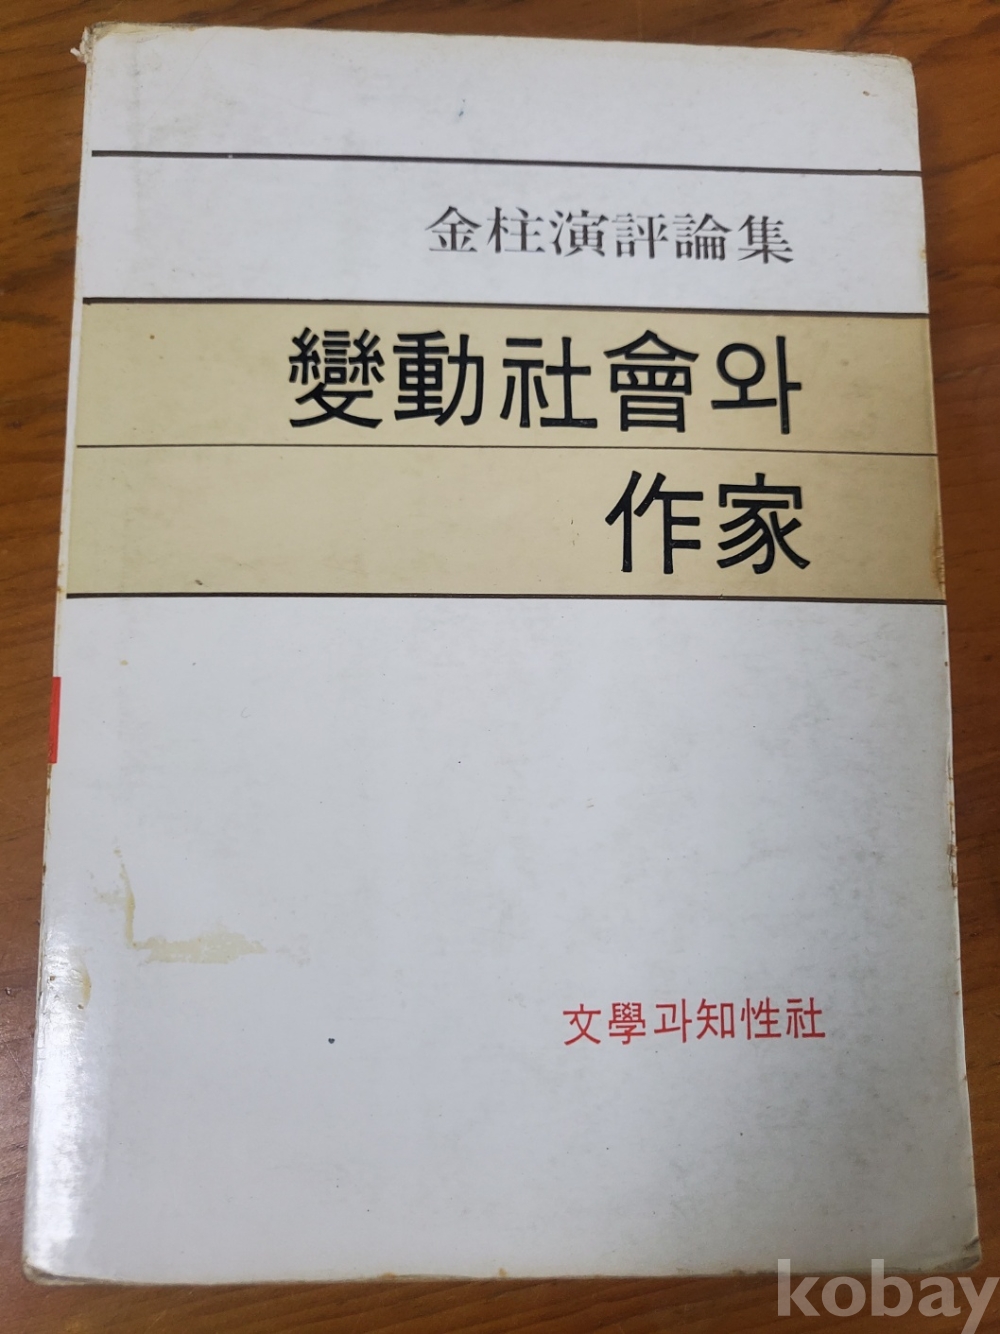 金柱演評論集
變動社會와
作家
文學과知性社
kobay